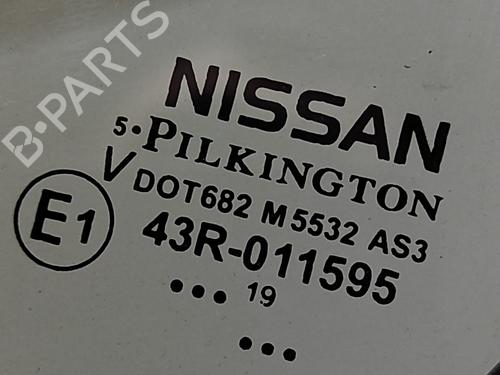 B-PARTS
NISSAN
5•PILKINGTON
V DOT682 M5532 AS3
E1 43R-011595
••• 19
•••